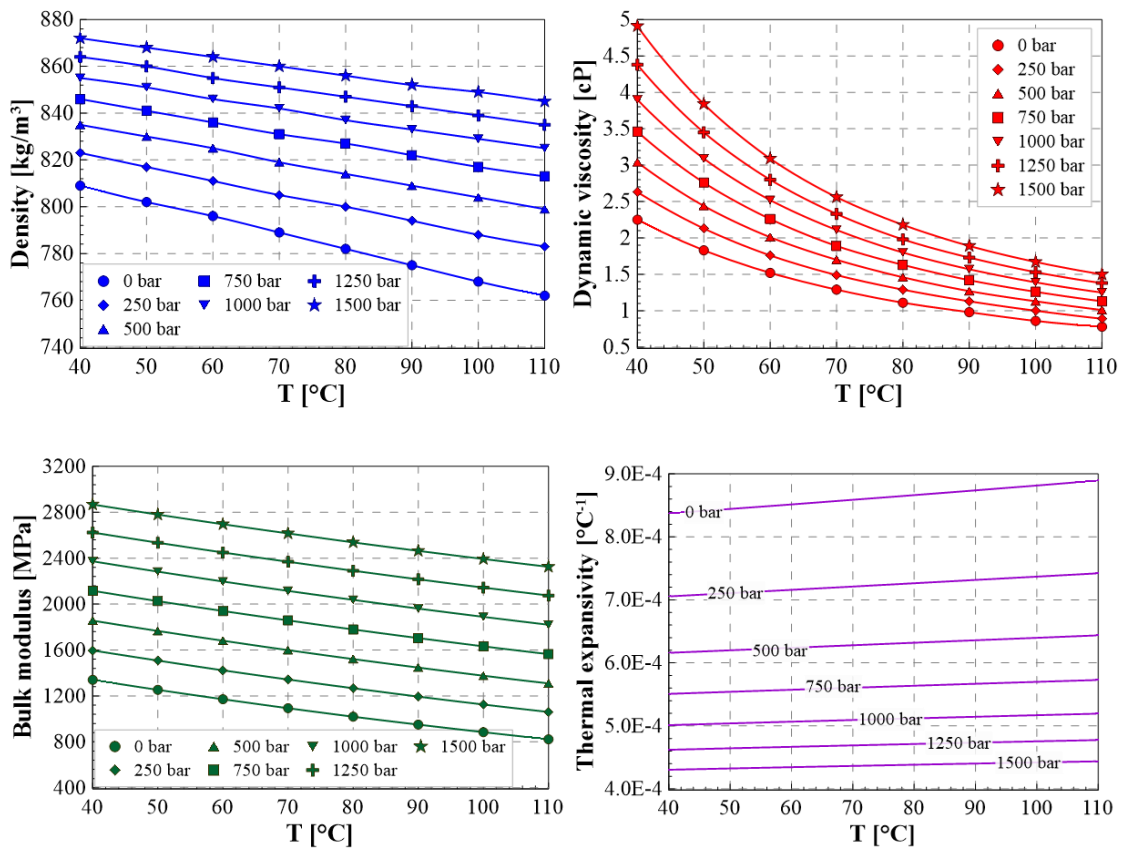 880
860
840
820
800
780
760
740
Density [kg/m⁻³]
0 bar
750 bar
1250 bar
250 bar
1000 bar
1500 bar
500 bar
40 50 60 70 80 90 100 110
T [°C]
5
4.5
4
3.5
3
2.5
2
1.5
1
0.5
Dynamic viscosity [cP]
0 bar
250 bar
500 bar
750 bar
1000 bar
1250 bar
1500 bar
40 50 60 70 80 90 100 110
T [°C]
3200
2800
2400
2000
1600
1200
800
400
Bulk modulus [MPa]
0 bar
500 bar
1000 bar
1500 bar
250 bar
750 bar
1250 bar
40 50 60 70 80 90 100 110
T [°C]
9.0E-4
8.0E-4
7.0E-4
6.0E-4
5.0E-4
4.0E-4
Thermal expansivity [°C⁻¹]
0 bar
250 bar
500 bar
750 bar
1000 bar
1250 bar
1500 bar
40 50 60 70 80 90 100 110
T [°C]